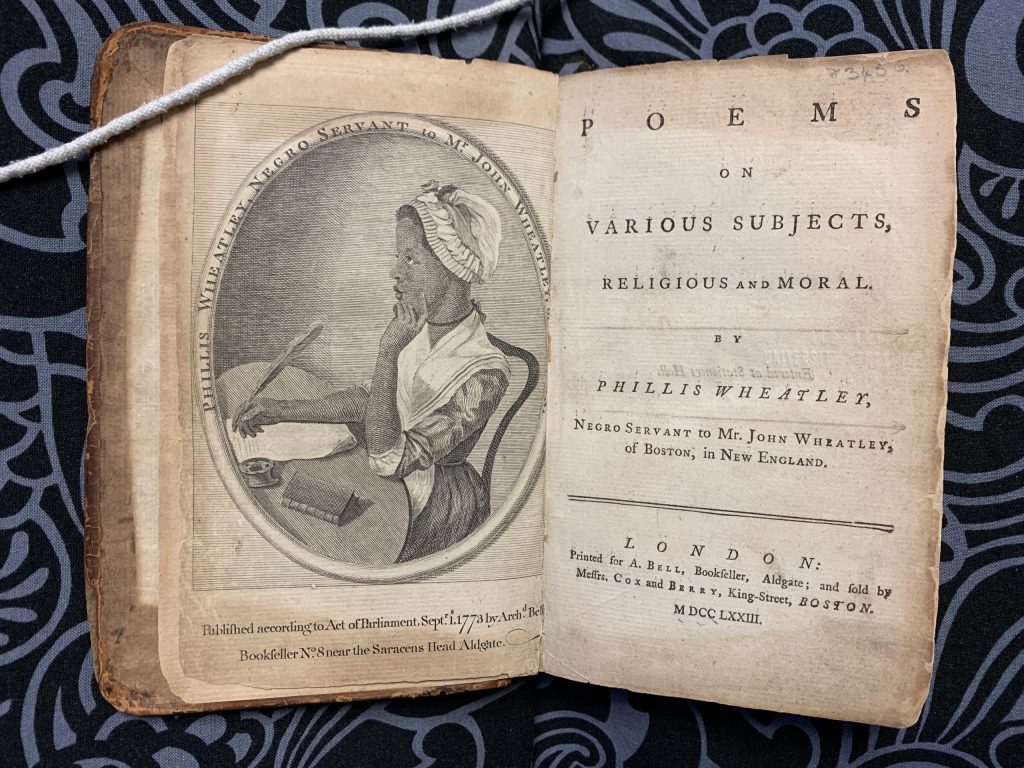 PHILLIS WHEATLEY, NEGRO SERVANT to Mr. JOHN WHEATLEY,
Publiſhed according to Act of Parliament, Septr. 1, 1773 by Archd. Bell
Bookſeller No. 8 near the Saracens Head Aldgate.
POEMS
ON
VARIOUS SUBJECTS,
RELIGIOUS AND MORAL.
BY
PHILLIS WHEATLEY,
NEGRO SERVANT to Mr. JOHN WHEATLEY,
of BOSTON, in NEW ENGLAND.
LONDON:
Printed for A. BELL, Bookſeller, Aldgate; and ſold by
Meſſrs. COX and BERRY, King-Street, BOSTON.
MDCCLXXIII.